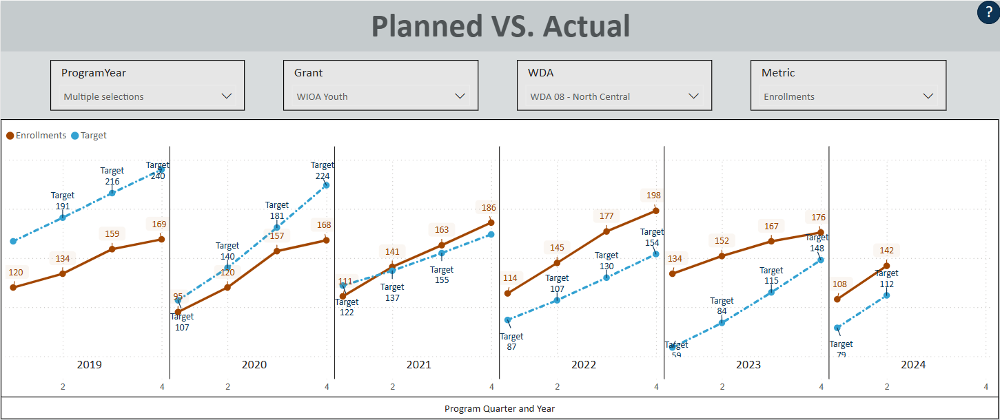 Planned VS. Actual
?
ProgramYear
Multiple selections
Grant
WIOA Youth
WDA
WDA 08 - North Central
Metric
Enrollments
Enrollments
Target
120
134
159
169
Target
191
Target
216
Target
240
95
120
157
168
Target
107
Target
140
Target
181
Target
224
111
141
163
186
Target
122
Target
137
Target
155
114
145
177
198
Target
87
Target
107
Target
130
Target
154
134
152
167
176
Target
59
Target
84
Target
115
Target
148
108
142
Target
79
Target
112
2019
2020
2021
2022
2023
2024
2
4
2
4
2
4
2
4
2
4
2
4
Program Quarter and Year